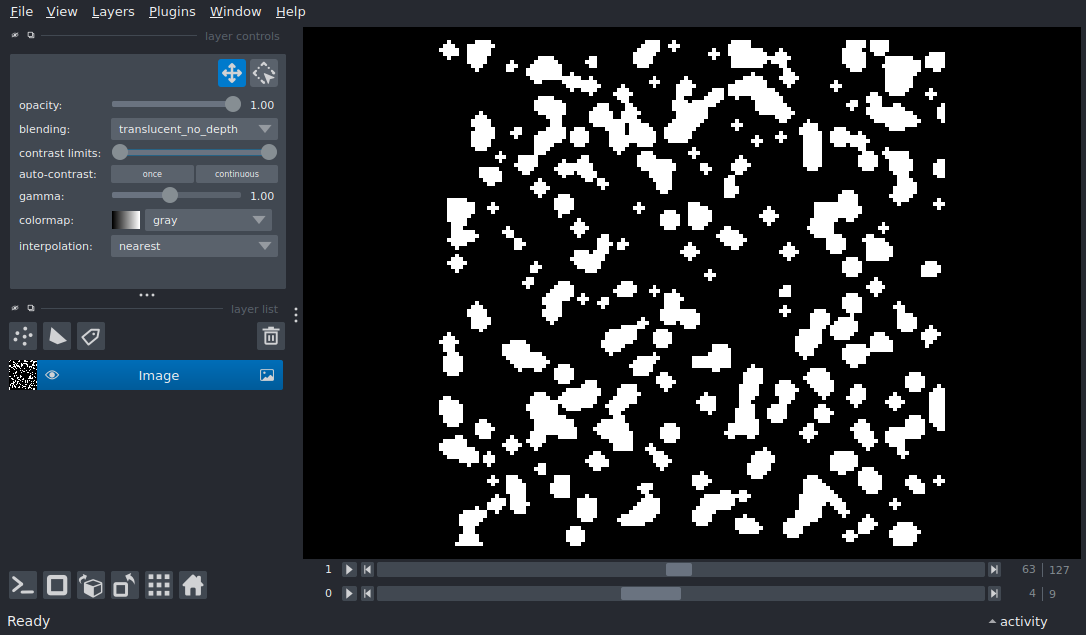 File View Layers Plugins Window Help
layer controls
opacity: 1.00
blending: translucent_no_depth
contrast limits:
auto-contrast: once continuous
gamma: 1.00
colormap: gray
interpolation: nearest
layer list
Image
1 63 127
0 4 9
Ready activity